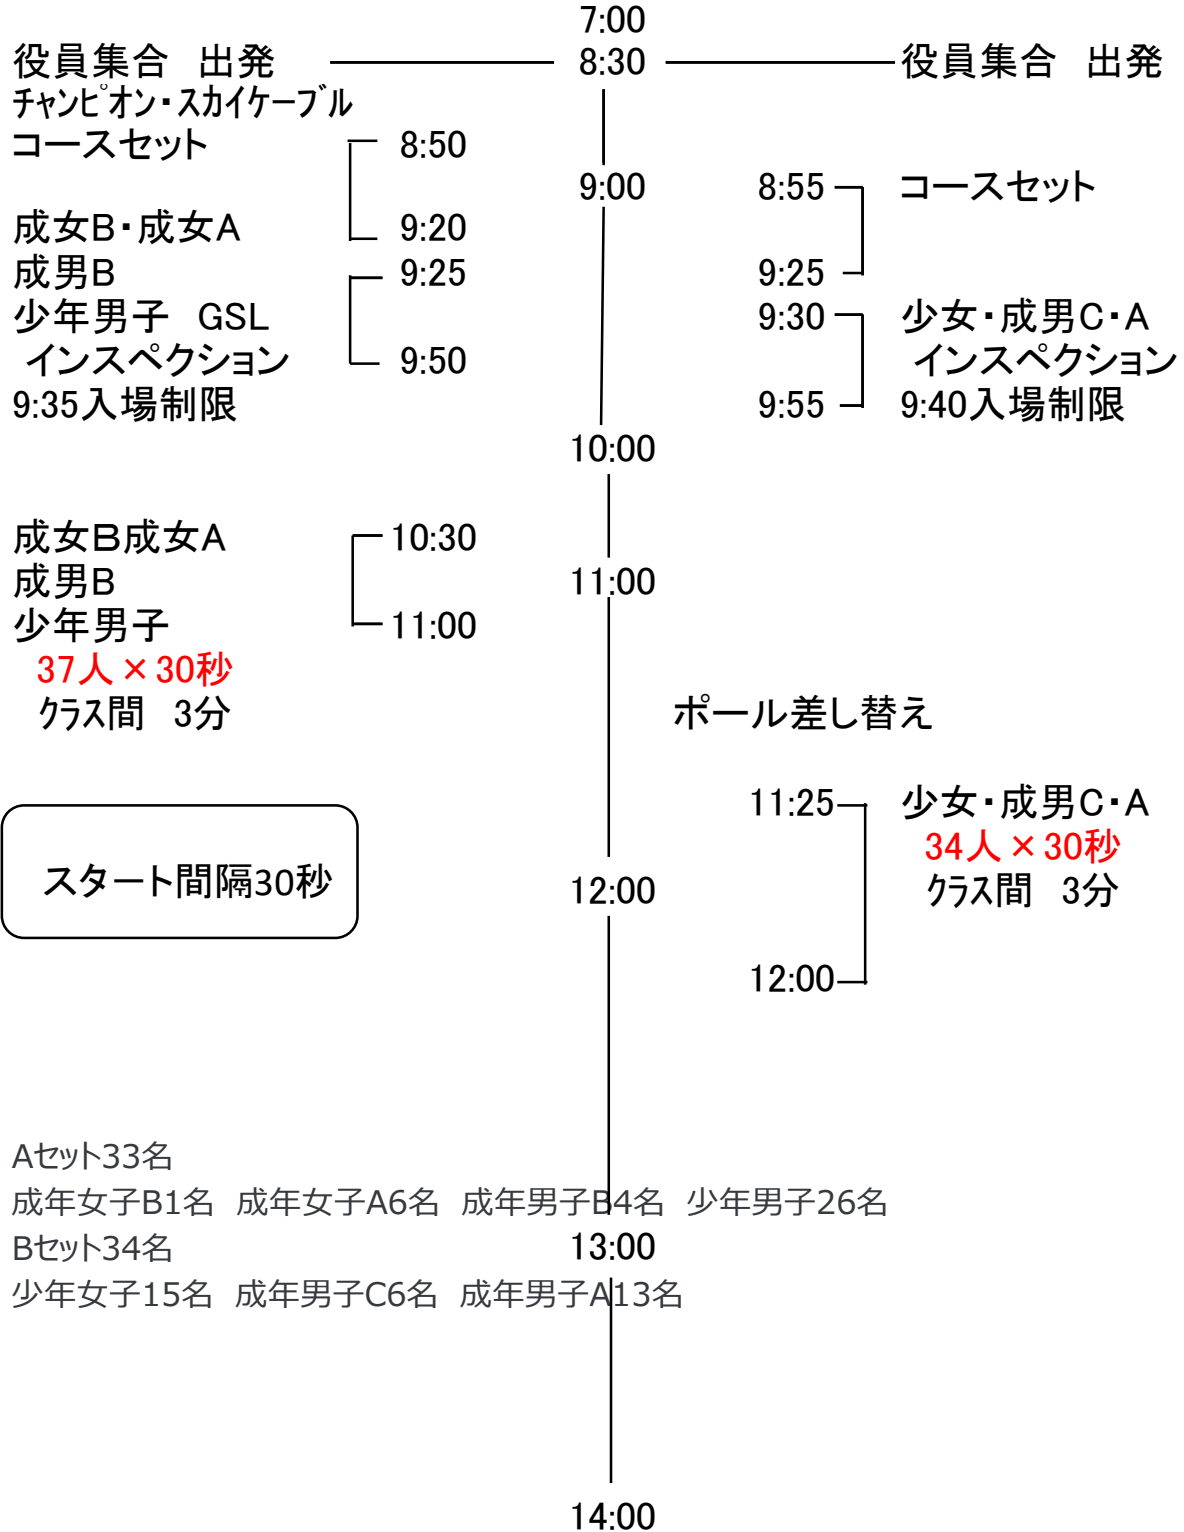 7:00
役員集合　出発 8:30 役員集合　出発
チャンピオン・スカイケーブル
コースセット 8:50
9:00 8:55 コースセット
成女B・成女A 9:20
成男B 9:25 9:25
少年男子　GSL 9:30 少女・成男C・A
インスペクション 9:50 インスペクション
9:35入場制限 9:55 9:40入場制限
10:00
成女B成女A 10:30
成男B 11:00
少年男子 11:00
37人×30秒
クラス間　3分 ポール差し替え
11:25 少女・成男C・A
34人×30秒
スタート間隔30秒 12:00 クラス間　3分
12:00
Aセット33名
成年女子B1名　成年女子A6名　成年男子B4名　少年男子26名
Bセット34名 13:00
少年女子15名　成年男子C6名　成年男子A13名
14:00